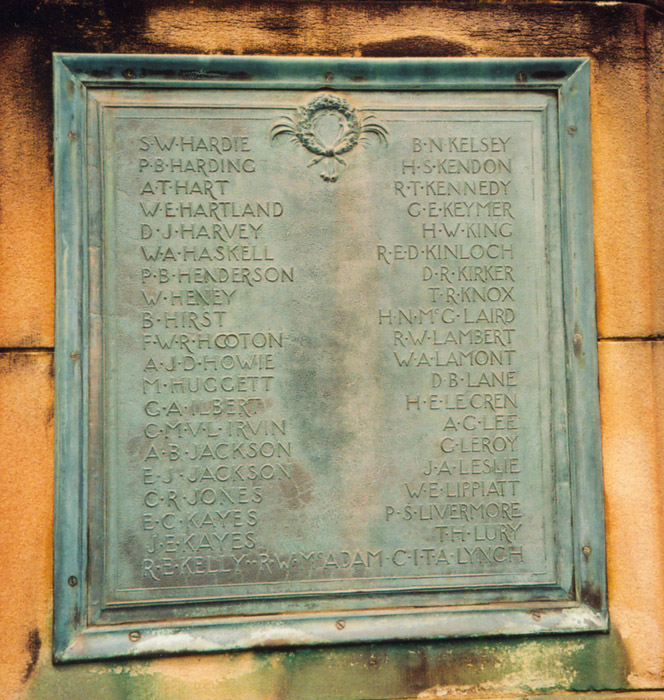 S·W·HARDIE
P·B·HARDING
A·T·HART
W·E·HARTLAND
D·J·HARVEY
W·A·HASKELL
P·B·HENDERSON
W·HENEY
B·HIRST
F·W·R·HOOTON
A·J·D·HOWIE
M·HUGGETT
G·A·ILBERT
C·M·V·L·IRVIN
A·B·JACKSON
E·J·JACKSON
C·R·JONES
E·C·KAYES
J·E·KAYES
B·N·KELSEY
H·S·KENDON
R·T·KENNEDY
G·E·KEYMER
H·W·KING
R·E·D·KINLOCH
D·R·KIRKER
T·R·KNOX
H·N·McG·LAIRD
R·W·LAMBERT
W·A·LAMONT
D·B·LANE
H·E·LE CREN
A·G·LEE
G·LEROY
J·A·LESLIE
W·E·LIPPIATT
P·S·LIVERMORE
T·H·LURY
R·E·KELLY··R·W·McADAM·C·I·T·A·LYNCH